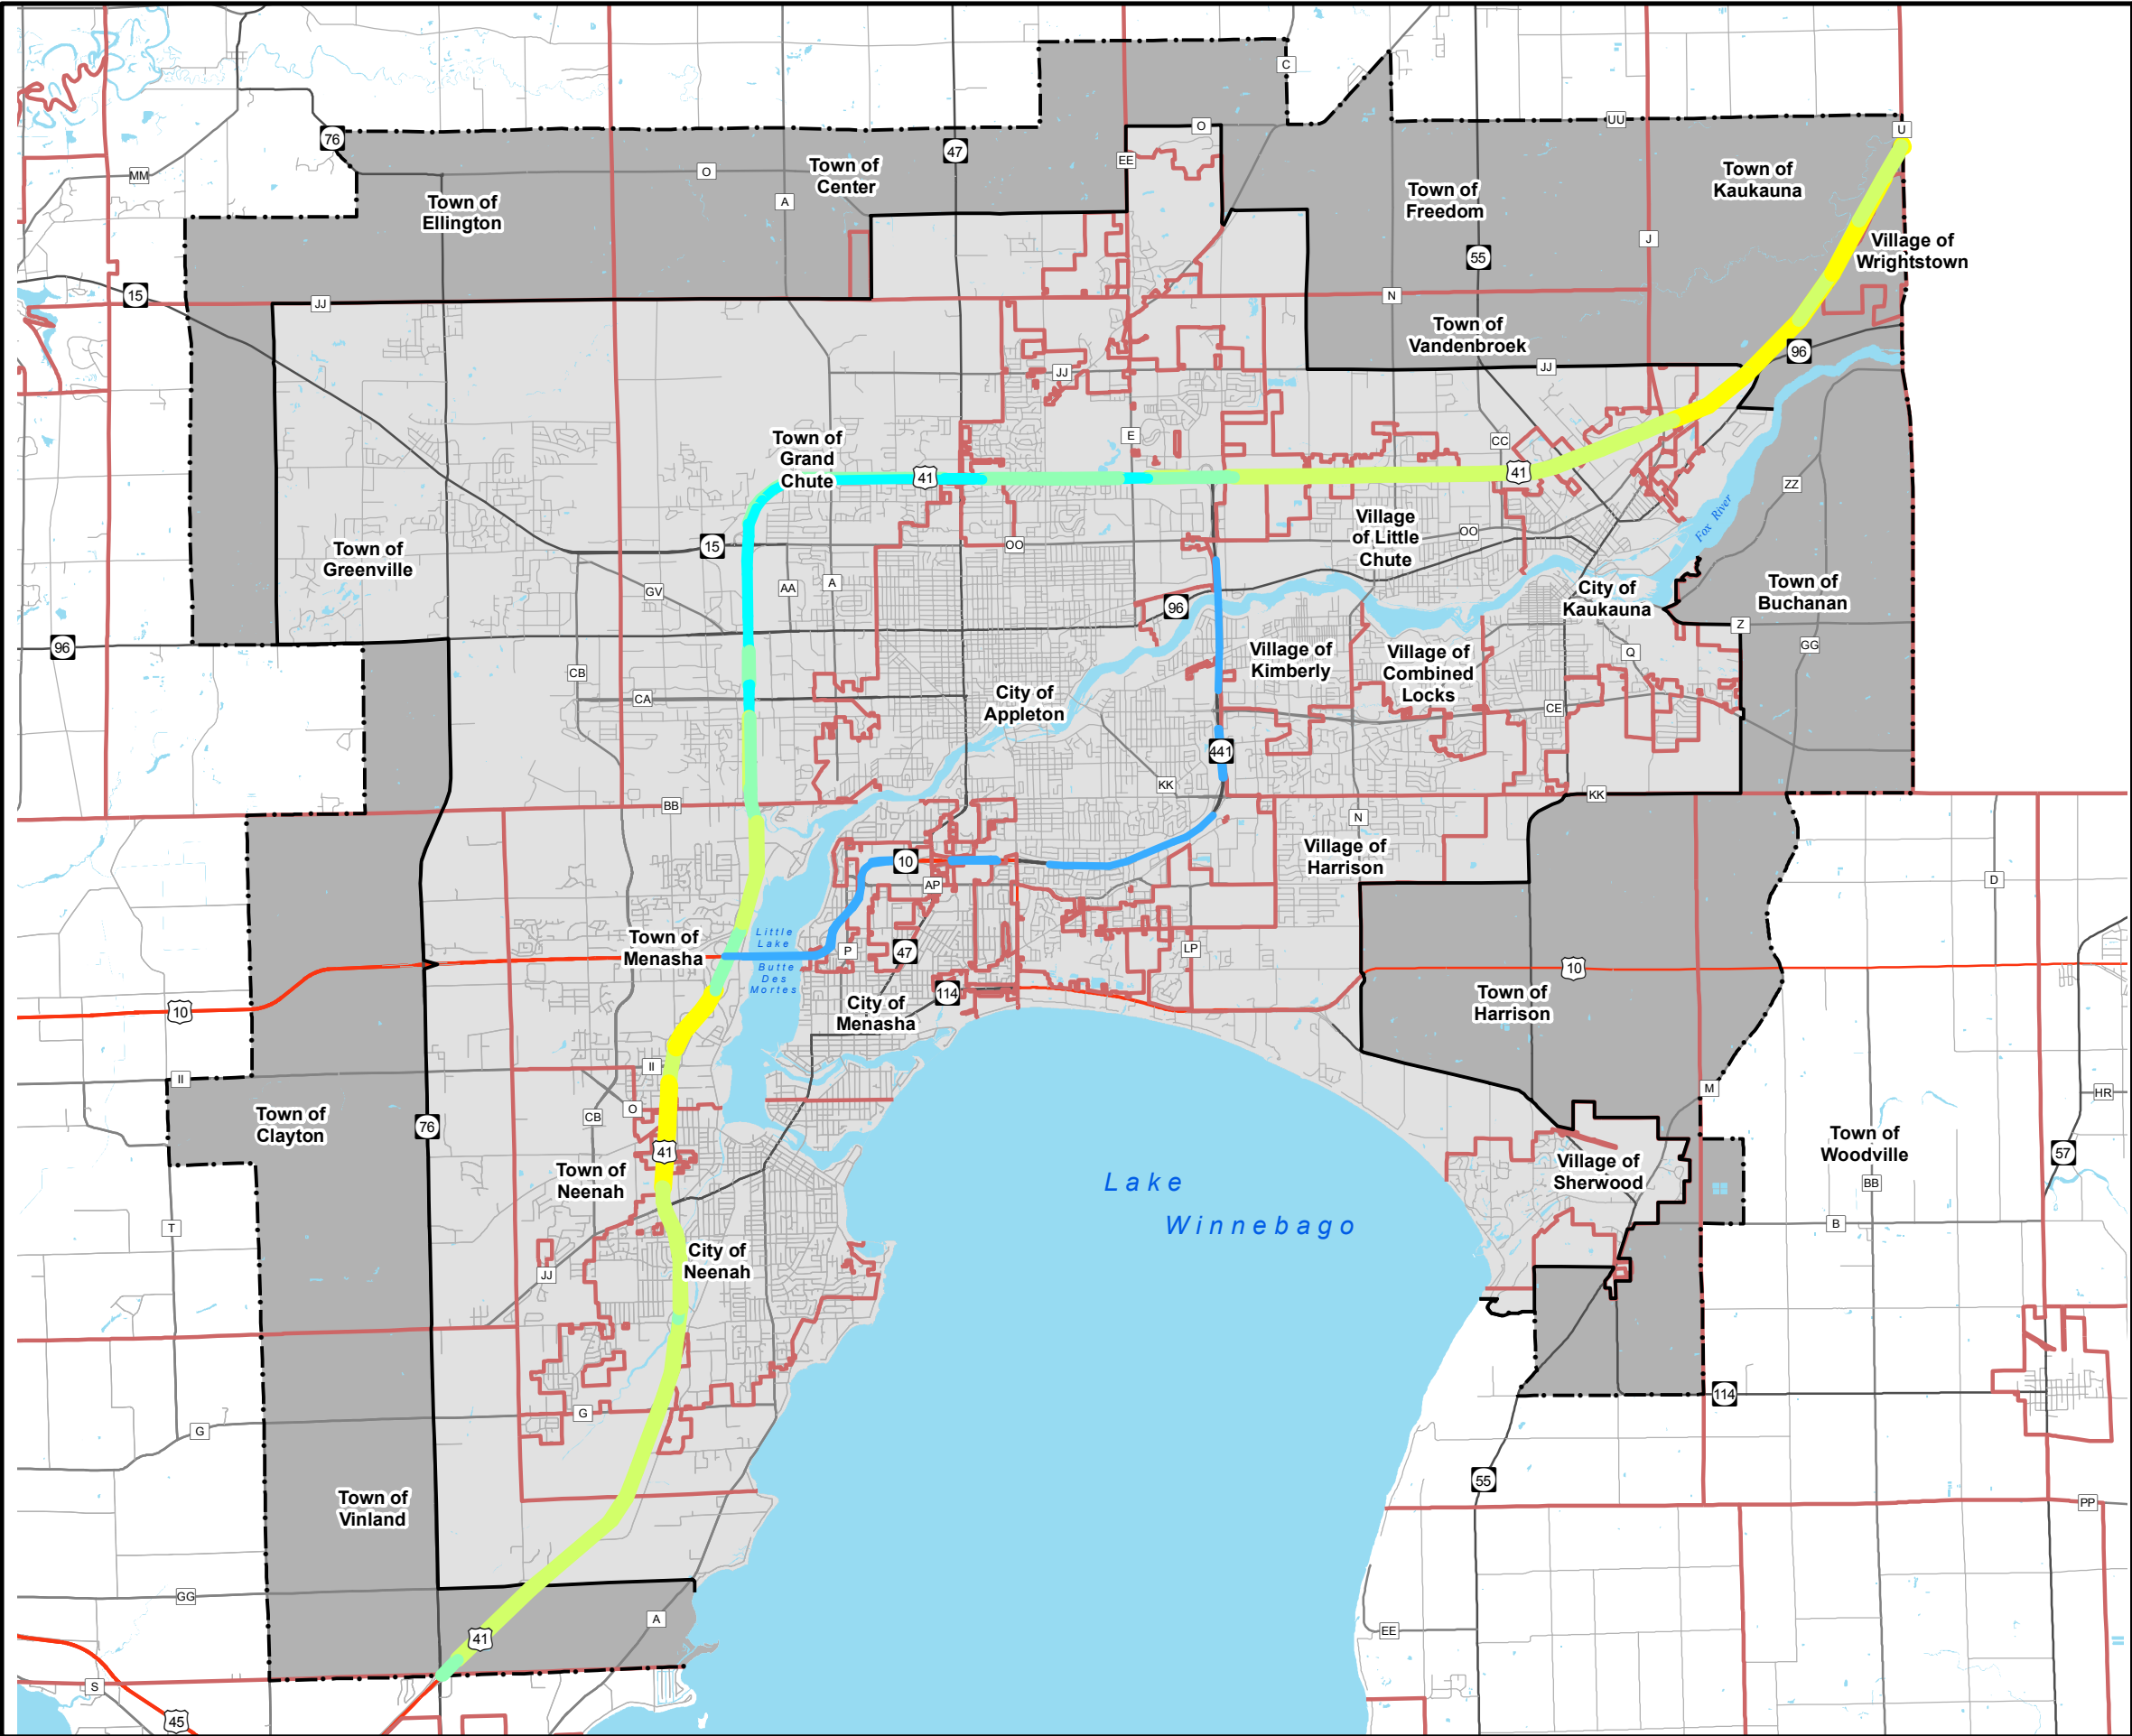 C
76
47
O
UU
U
EE
MM
O
Town of
Center
Town of
Kaukauna
Town of
Ellington
A
Town of
Freedom
J
Village of
Wrightstown
55
15
JJ
N
Town of
Vandenbroek
96
JJ
JJ
Town of
Grand
Chute
E
CC
41
41
ZZ
Village
of Little
Chute
OO
Fox River
15
OO
Town of
Greenville
GV
AA
A
City of
Kaukauna
Town of
Buchanan
96
96
Z
Village of
Kimberly
Village of
Combined
Locks
Q
GG
CB
CA
City of
Appleton
CE
441
KK
KK
BB
N
Village of
Harrison
10
AP
D
Town of
Menasha
Little
Lake
Butte
Des
Mortes
P
47
LP
10
10
City of
Menasha
114
Town of
Harrison
II
II
M
HR
Town of
Clayton
76
CB
O
41
Town of
Woodville
57
Town of
Neenah
Village of
Sherwood
Lake
Winnebago
BB
T
B
City of
Neenah
JJ
114
G
G
55
Town of
Vinland
PP
GG
A
41
EE
S
45